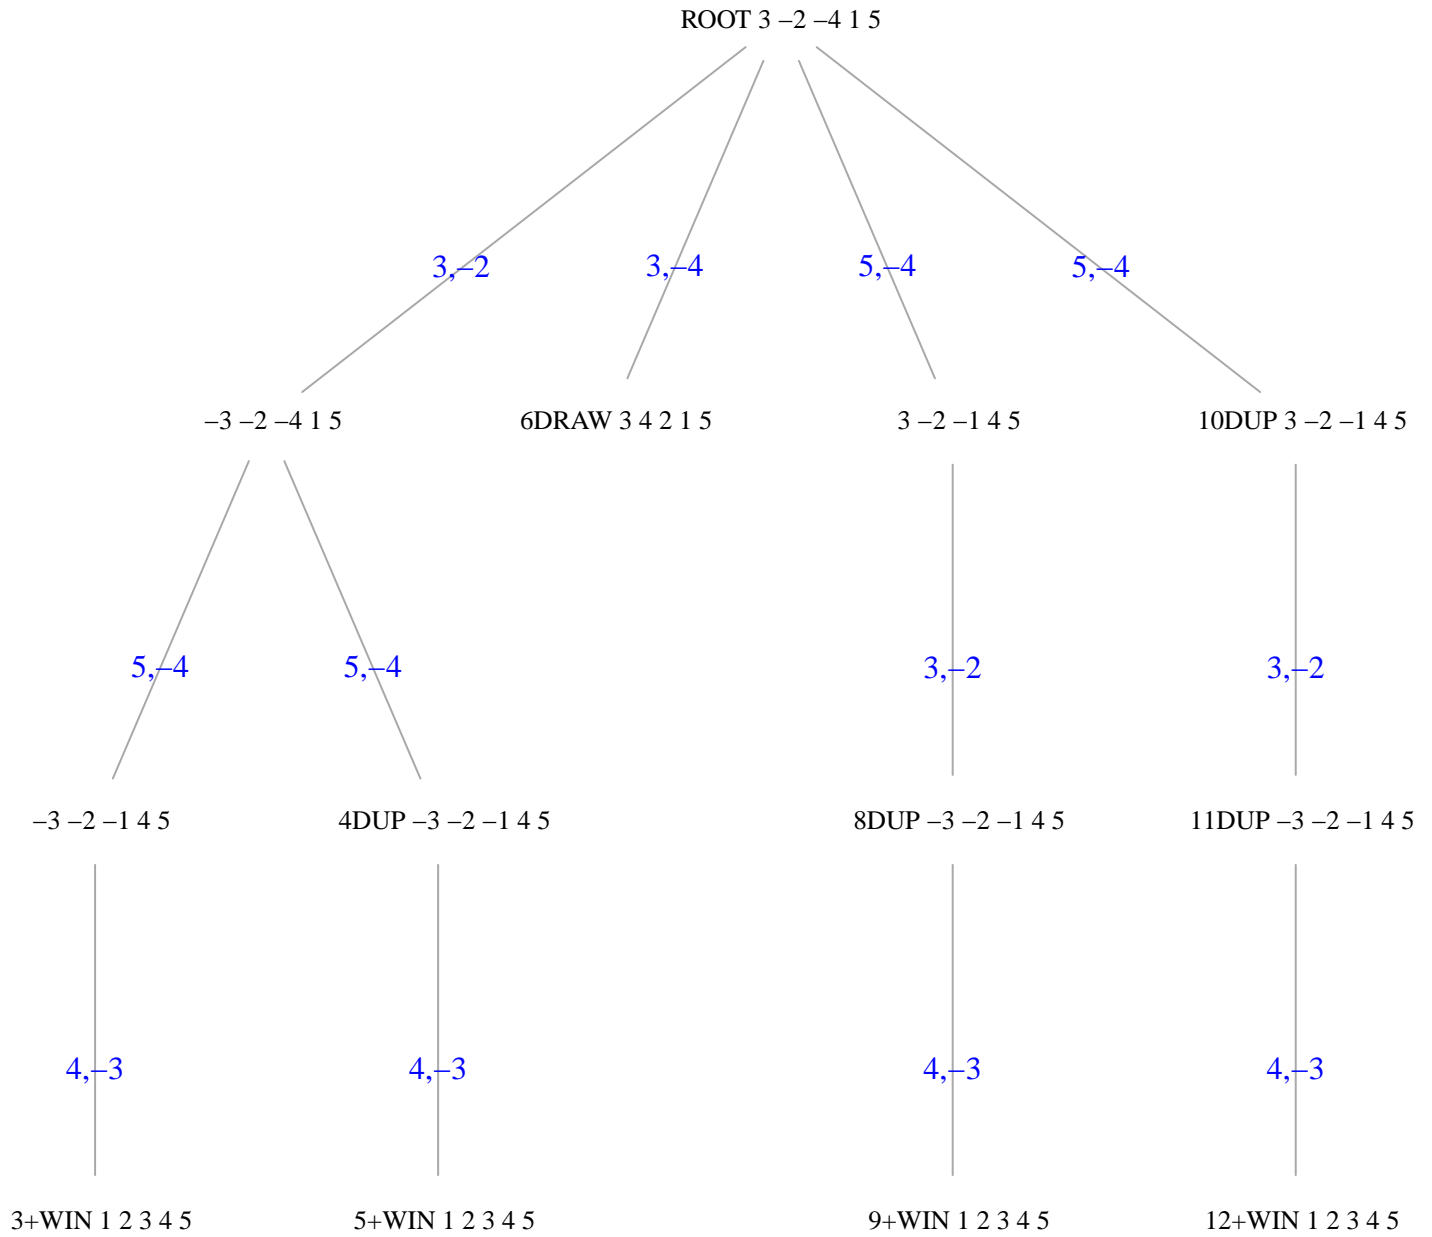 ROOT 3 –2 –4 1 5
3,–2
3,–4
5,–4
5,–4
–3 –2 –4 1 5
6DRAW 3 4 2 1 5
3 –2 –1 4 5
10DUP 3 –2 –1 4 5
5,–4
5,–4
3,–2
3,–2
–3 –2 –1 4 5
4DUP –3 –2 –1 4 5
8DUP –3 –2 –1 4 5
11DUP –3 –2 –1 4 5
4,–3
4,–3
4,–3
4,–3
3+WIN 1 2 3 4 5
5+WIN 1 2 3 4 5
9+WIN 1 2 3 4 5
12+WIN 1 2 3 4 5